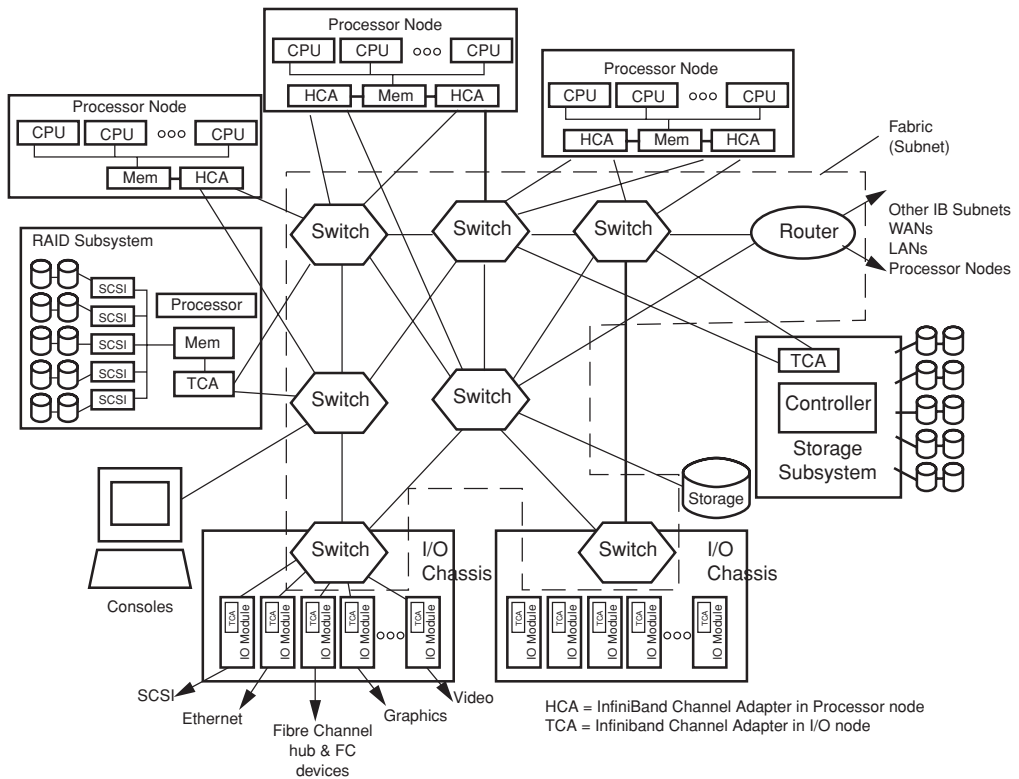 Processor Node
CPU CPU ooo CPU
HCA Mem HCA
Processor Node
CPU CPU ooo CPU
HCA Mem HCA
Processor Node
CPU CPU ooo CPU
Mem HCA
Fabric
(Subnet)
Switch Switch Switch Router
Other IB Subnets
WANs
LANs
Processor Nodes
RAID Subsystem
SCSI
SCSI
SCSI
SCSI
SCSI
Processor
Mem
TCA
Switch Switch
TCA
Controller
Storage
Subsystem
Storage
Consoles
Switch
I/O
Chassis
TCA IO Module
TCA IO Module
TCA IO Module
TCA IO Module
ooo
TCA IO Module
Switch
I/O
Chassis
TCA IO Module
TCA IO Module
TCA IO Module
TCA IO Module
ooo
TCA IO Module
SCSI
Ethernet
Fibre Channel
hub & FC
devices
Graphics
Video
HCA = InfiniBand Channel Adapter in Processor node
TCA = Infiniband Channel Adapter in I/O node